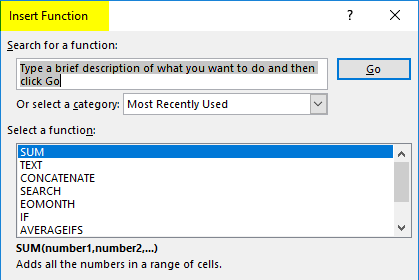 Insert Function
Search for a function:
Type a brief description of what you want to do and then
click Go
Go
Or select a category: Most Recently Used
Select a function:
SUM
TEXT
CONCATENATE
SEARCH
EOMONTH
IF
AVERAGEIFS
SUM(number1,number2,...)
Adds all the numbers in a range of cells.